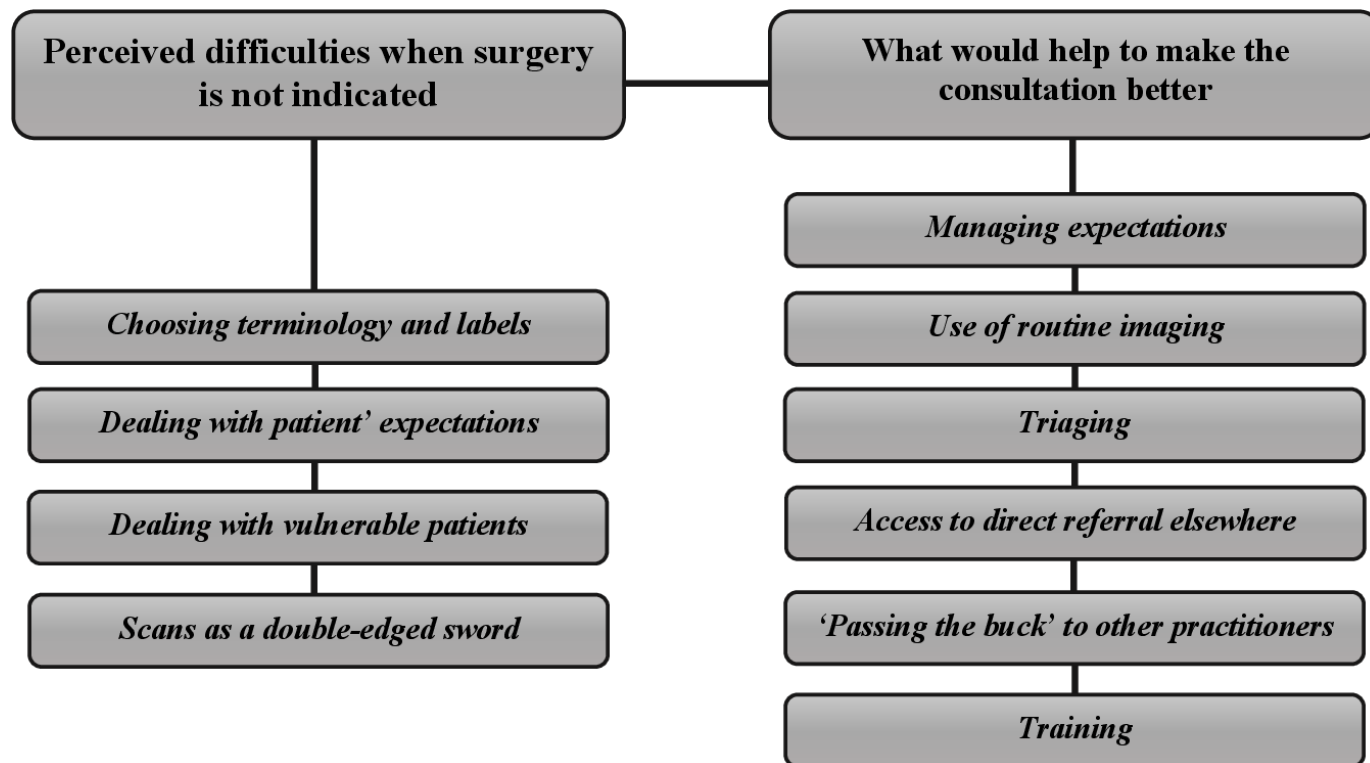 Perceived difficulties when surgery
is not indicated
Choosing terminology and labels
Dealing with patient’ expectations
Dealing with vulnerable patients
Scans as a double-edged sword
What would help to make the
consultation better
Managing expectations
Use of routine imaging
Triaging
Access to direct referral elsewhere
‘Passing the buck’ to other practitioners
Training